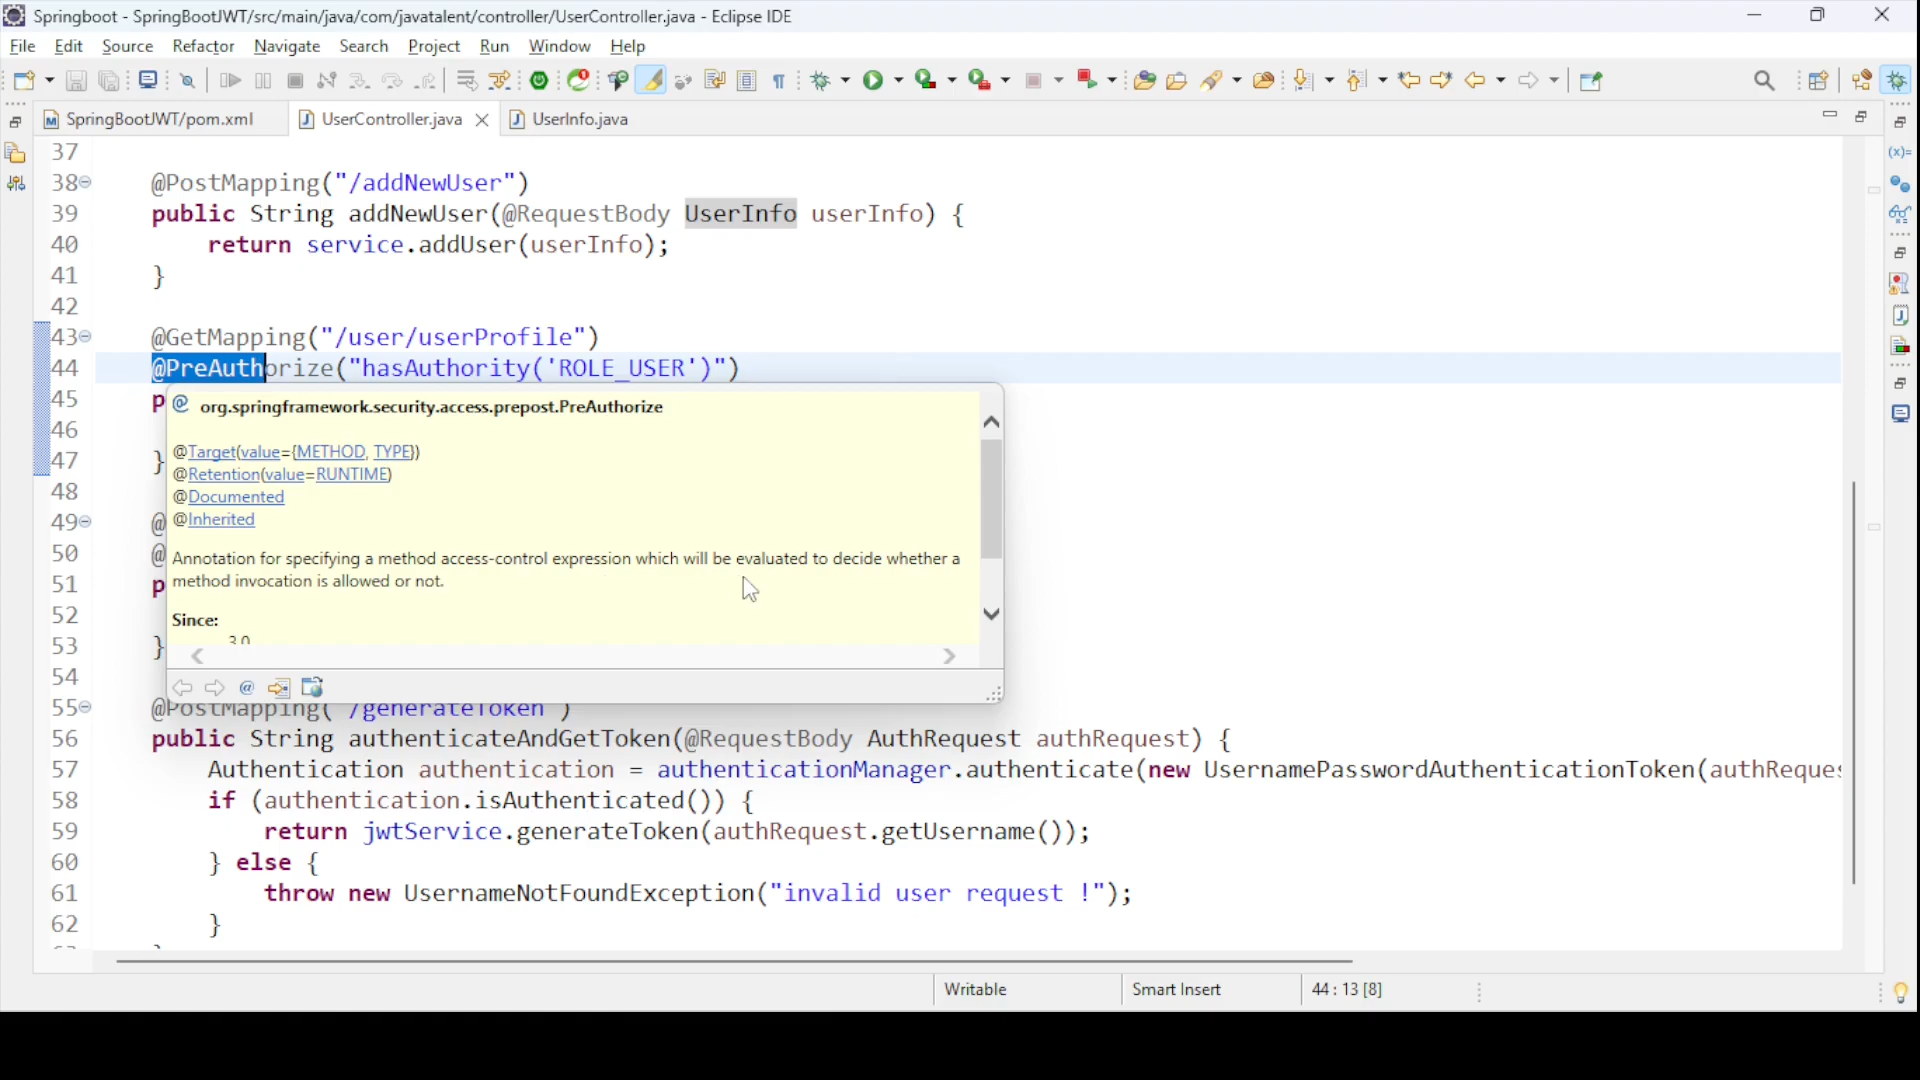 Springboot - SpringBootJWT/src/main/java/com/javatalent/controller/UserController.java - Eclipse IDE
File Edit Source Refactor Navigate Search Project Run Window Help
SpringBootJWT/pom.xml UserController.java UserInfo.java
37
38 @PostMapping("/addNewUser")
39 public String addNewUser(@RequestBody UserInfo userInfo) {
40 return service.addUser(userInfo);
41 }
42
43 @GetMapping("/user/userProfile")
44 @PreAuthorize("hasAuthority('ROLE_USER')")
45 p
@ org.springframework.security.access.prepost.PreAuthorize
46
@Target(value={METHOD, TYPE})
47 }
@Retention(value=RUNTIME)
48
@Documented
49 @
@Inherited
50 @
Annotation for specifying a method access-control expression which will be evaluated to decide whether a
51 p
method invocation is allowed or not.
52
Since:
53 }
3.0
54
55 @PostMapping("/generateToken")
56 public String authenticateAndGetToken(@RequestBody AuthRequest authRequest) {
57 Authentication authentication = authenticationManager.authenticate(new UsernamePasswordAuthenticationToken(authReques
58 if (authentication.isAuthenticated()) {
59 return jwtService.generateToken(authRequest.getUsername());
60 } else {
61 throw new UsernameNotFoundException("invalid user request !");
62 }
Writable Smart Insert 44 : 13 [8]